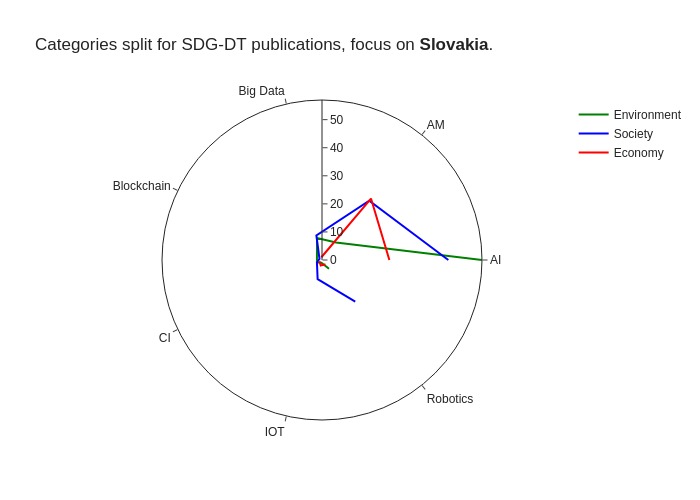 Categories split for SDG-DT publications, focus on Slovakia.
Big Data
AM
Blockchain
AI
CI
IOT
Robotics
50
40
30
20
10
0
Environment
Society
Economy